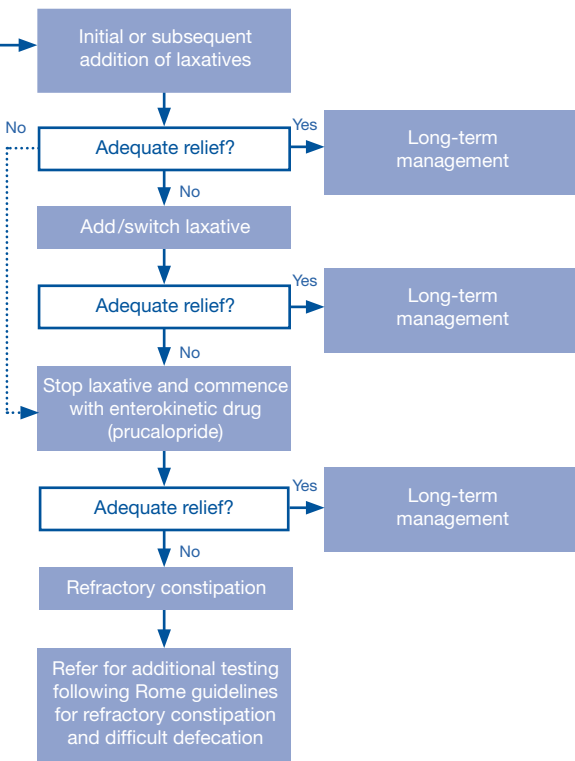 Initial or subsequent
addition of laxatives
No
Adequate relief?
Yes
Long-term
management
No
Add/switch laxative
Adequate relief?
Yes
Long-term
management
No
Stop laxative and commence
with enterokinetic drug
(prucalopride)
Adequate relief?
Yes
Long-term
management
No
Refractory constipation
Refer for additional testing
following Rome guidelines
for refractory constipation
and difficult defecation